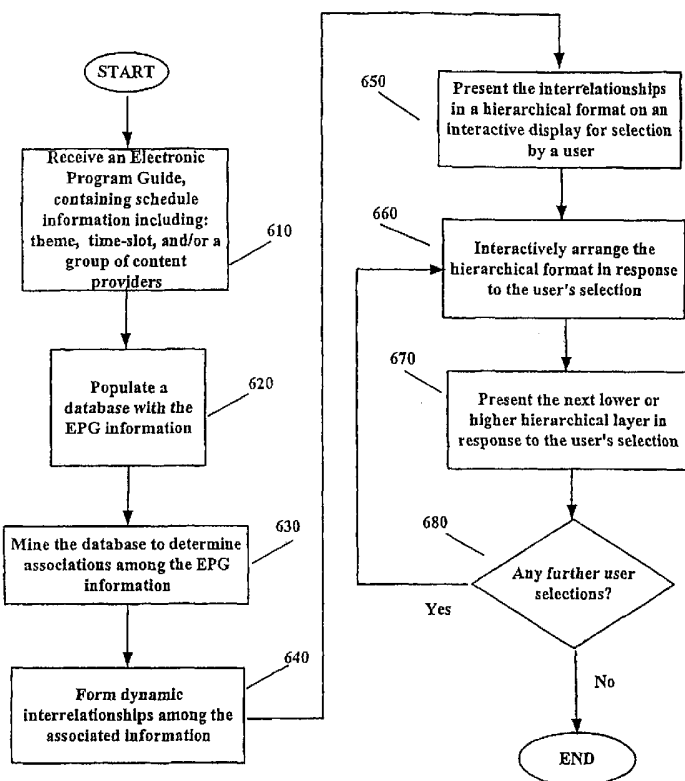 START
Receive an Electronic
Program Guide,
containing schedule
information including:
theme, time-slot, and/or a
group of content
providers
610
Populate a
database with the
EPG information
620
Mine the database to determine
associations among the EPG
information
630
Form dynamic
interrelationships among the
associated information
640
650
Present the interrelationships
in a hierarchical format on an
interactive display for selection
by a user
660
Interactively arrange the
hierarchical format in response
to the user's selection
670
Present the next lower or
higher hierarchical layer in
response to the user's selection
680
Any further user
selections?
Yes
No
END